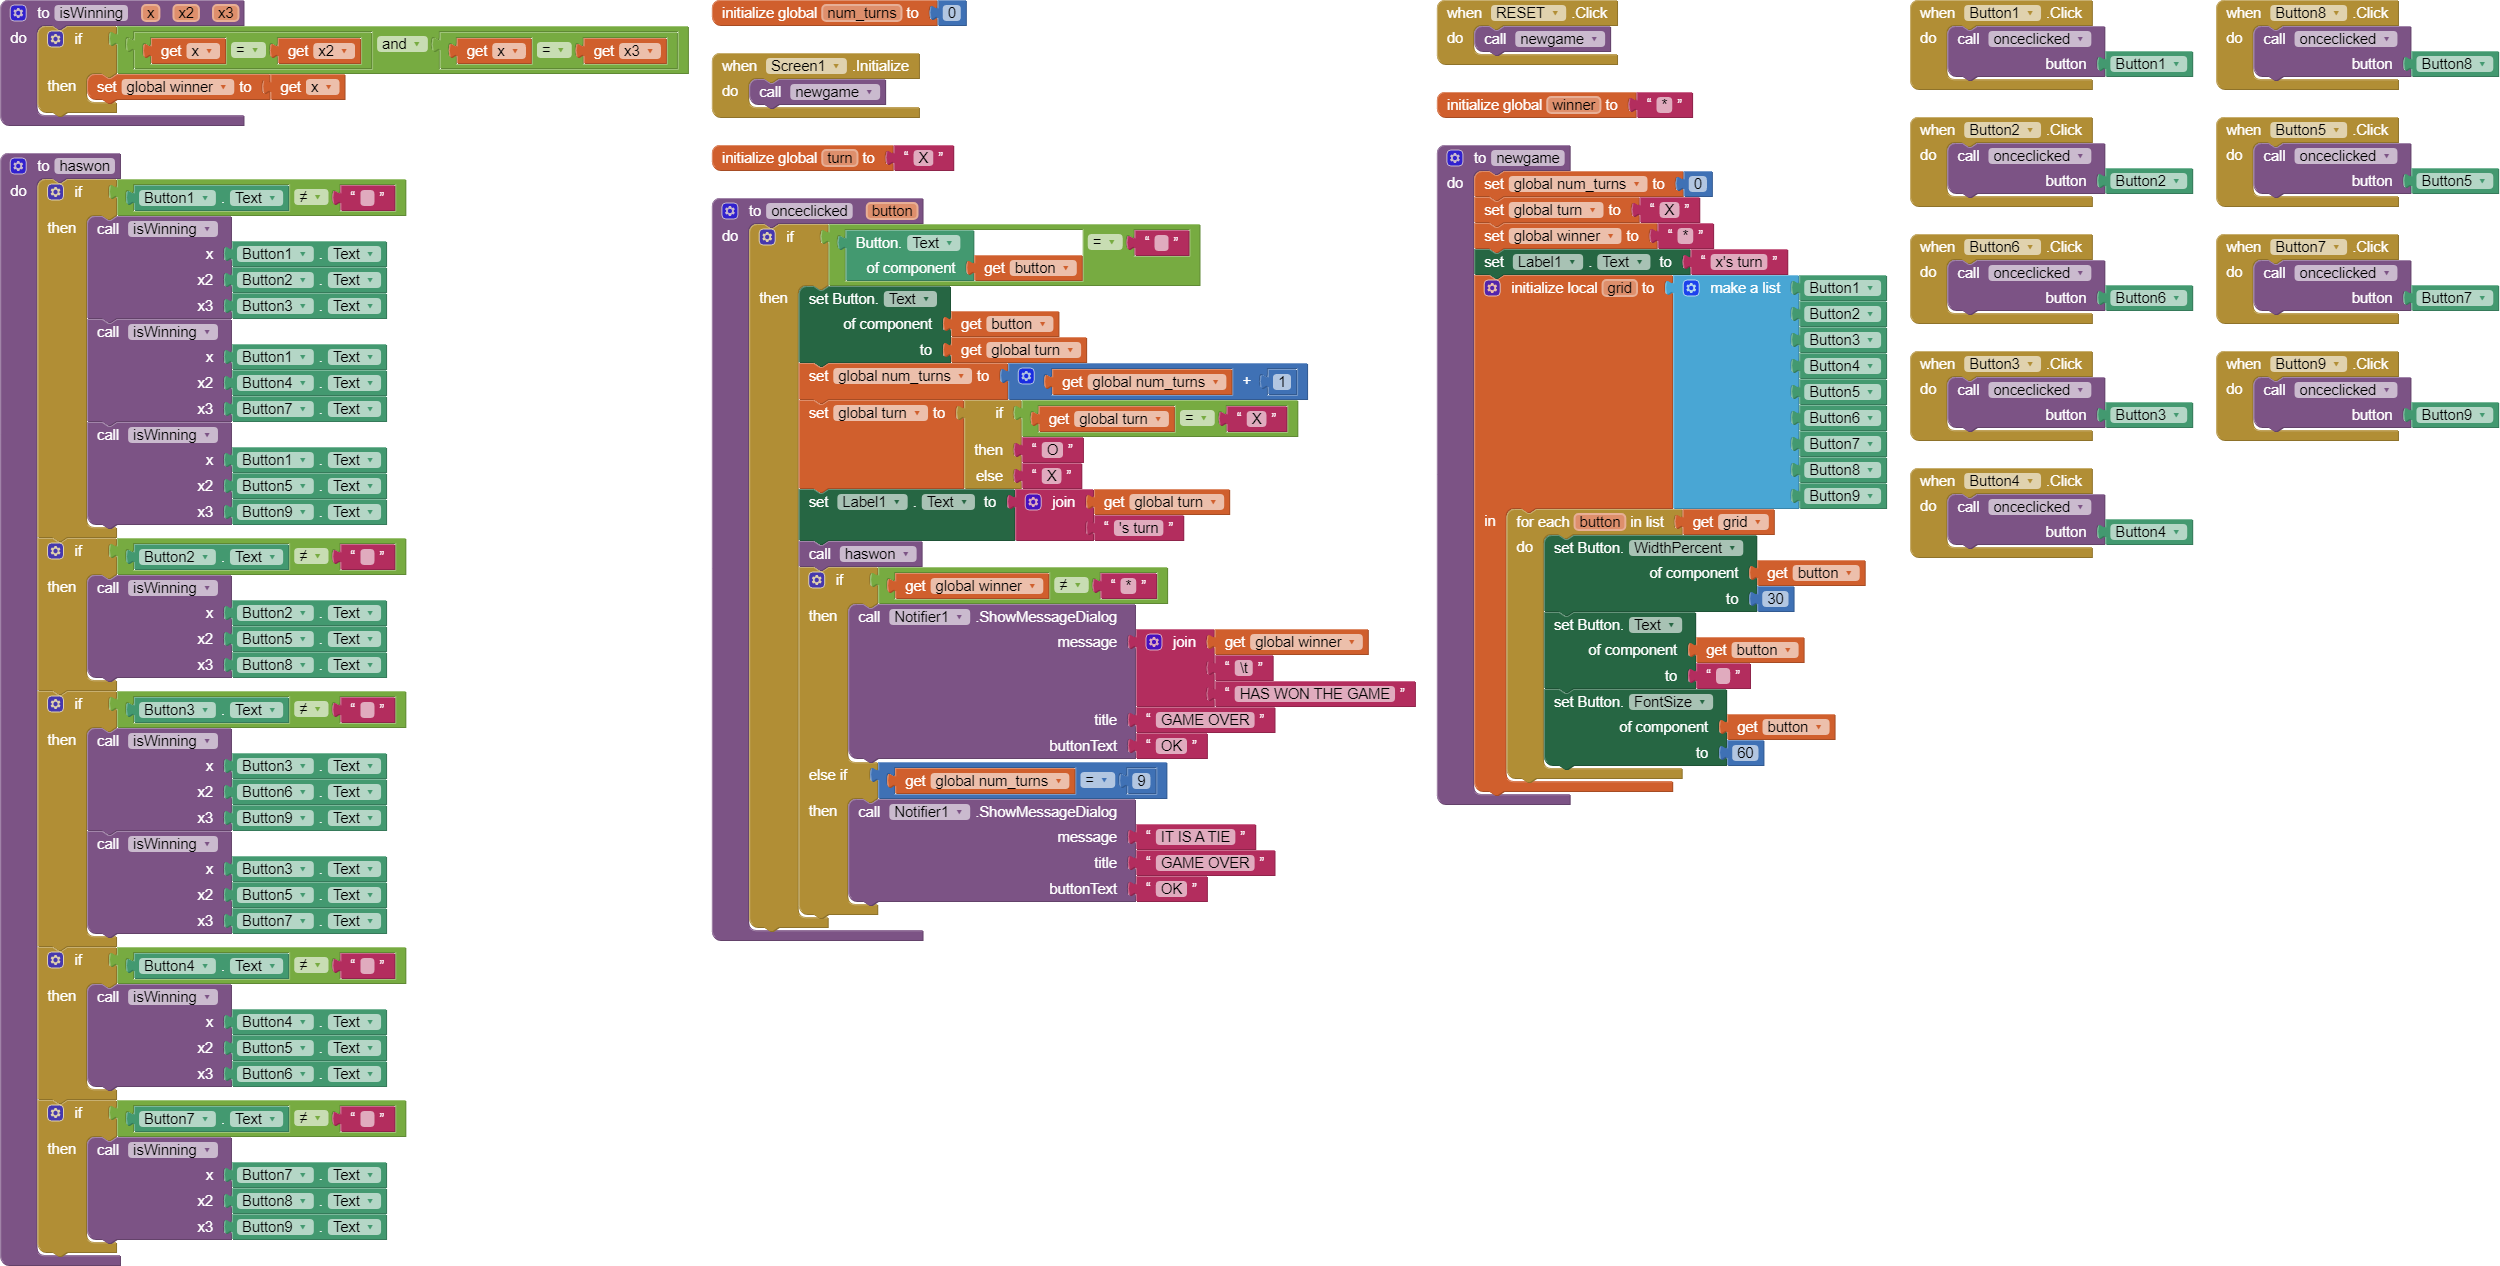 to isWinning x x2 x3
do if get x = get x2 and get x = get x3
then set global winner to get x
to haswon
do if Button1 . Text ≠ “ ”
then call isWinning
x Button1 . Text
x2 Button2 . Text
x3 Button3 . Text
call isWinning
x Button1 . Text
x2 Button4 . Text
x3 Button7 . Text
call isWinning
x Button1 . Text
x2 Button5 . Text
x3 Button9 . Text
if Button2 . Text ≠ “ ”
then call isWinning
x Button2 . Text
x2 Button5 . Text
x3 Button8 . Text
if Button3 . Text ≠ “ ”
then call isWinning
x Button3 . Text
x2 Button6 . Text
x3 Button9 . Text
call isWinning
x Button3 . Text
x2 Button5 . Text
x3 Button7 . Text
if Button4 . Text ≠ “ ”
then call isWinning
x Button4 . Text
x2 Button5 . Text
x3 Button6 . Text
if Button7 . Text ≠ “ ”
then call isWinning
x Button7 . Text
x2 Button8 . Text
x3 Button9 . Text
initialize global num_turns to 0
when Screen1 .Initialize
do call newgame
initialize global turn to “ X ”
to onceclicked button
do if Button. Text = “ ”
of component get button
then set Button. Text
of component get button
to get global turn
set global num_turns to get global num_turns + 1
set global turn to if get global turn = “ X ”
then “ O ”
else “ X ”
set Label1 . Text to join get global turn
“ 's turn ”
call haswon
if get global winner ≠ “ * ”
then call Notifier1 .ShowMessageDialog
message join get global winner
“ \t ”
“ HAS WON THE GAME ”
title “ GAME OVER ”
buttonText “ OK ”
else if get global num_turns = 9
then call Notifier1 .ShowMessageDialog
message “ IT IS A TIE ”
title “ GAME OVER ”
buttonText “ OK ”
when RESET .Click
do call newgame
initialize global winner to “ * ”
to newgame
do set global num_turns to 0
set global turn to “ X ”
set global winner to “ * ”
set Label1 . Text to “ x's turn ”
initialize local grid to make a list Button1
Button2
Button3
Button4
Button5
Button6
Button7
Button8
Button9
in for each button in list get grid
do set Button. WidthPercent
of component get button
to 30
set Button. Text
of component get button
to “ ”
set Button. FontSize
of component get button
to 60
when Button1 .Click
do call onceclicked
button Button1
when Button2 .Click
do call onceclicked
button Button2
when Button6 .Click
do call onceclicked
button Button6
when Button3 .Click
do call onceclicked
button Button3
when Button4 .Click
do call onceclicked
button Button4
when Button8 .Click
do call onceclicked
button Button8
when Button5 .Click
do call onceclicked
button Button5
when Button7 .Click
do call onceclicked
button Button7
when Button9 .Click
do call onceclicked
button Button9